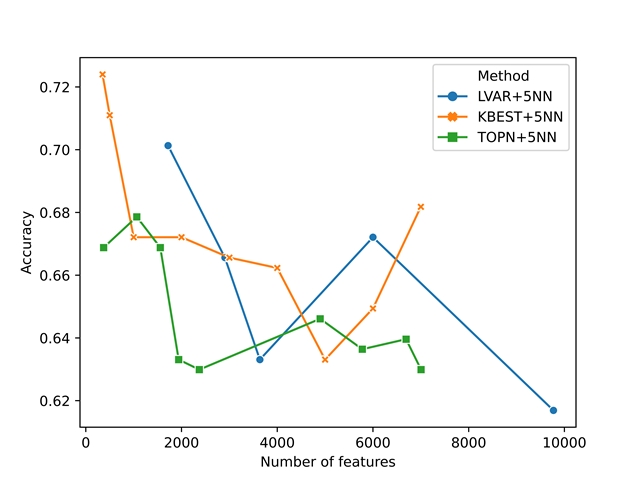 Method
LVAR+5NN
KBEST+5NN
TOPN+5NN
Accuracy
0.72
0.70
0.68
0.66
0.64
0.62
0 2000 4000 6000 8000 10000
Number of features